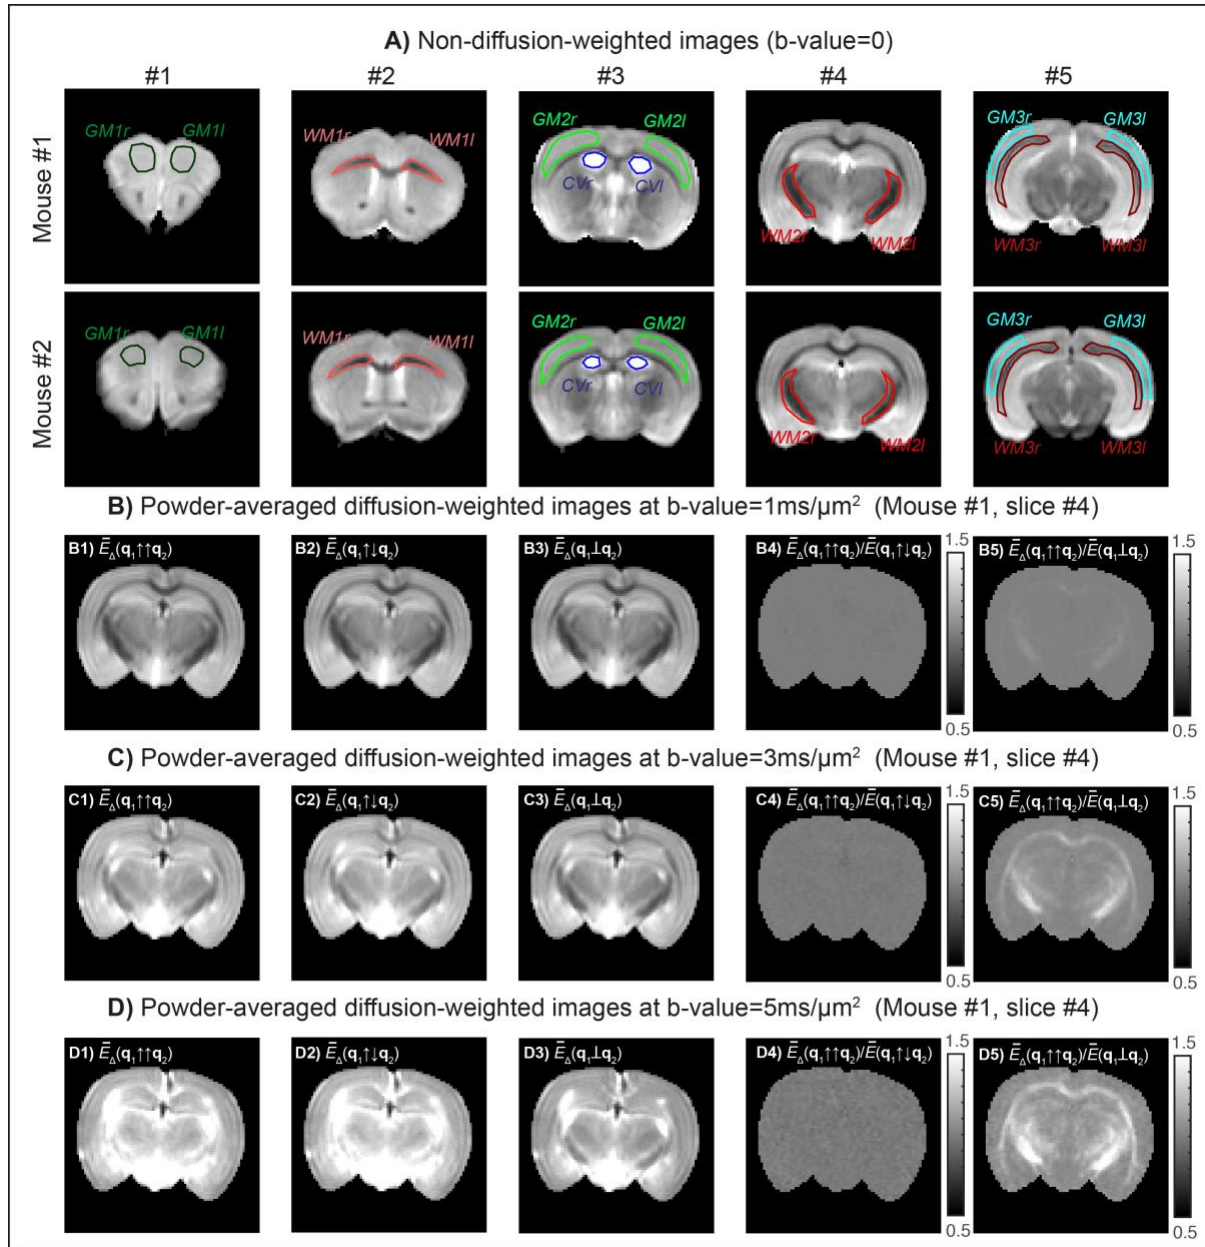 A) Non-diffusion-weighted images (b-value=0)
#1 #2 #3 #4 #5
Mouse #1
GM1r GM1l
WM1r WM1l
GM2r GM2l
CVr CVl
WM2r WM2l
GM3r GM3l
WM3r WM3l
Mouse #2
GM1r GM1l
WM1r WM1l
GM2r GM2l
CVr CVl
WM2r WM2l
GM3r GM3l
WM3r WM3l
B) Powder-averaged diffusion-weighted images at b-value=1ms/μm² (Mouse #1, slice #4)
B1) Ē_Δ(q₁↑↑q₂)
B2) Ē_Δ(q₁↑↓q₂)
B3) Ē_Δ(q₁⊥q₂)
B4) Ē_Δ(q₁↑↑q₂)/Ē(q₁↑↓q₂)
1.5
0.5
B5) Ē_Δ(q₁↑↑q₂)/Ē(q₁⊥q₂)
1.5
0.5
C) Powder-averaged diffusion-weighted images at b-value=3ms/μm² (Mouse #1, slice #4)
C1) Ē_Δ(q₁↑↑q₂)
C2) Ē_Δ(q₁↑↓q₂)
C3) Ē_Δ(q₁⊥q₂)
C4) Ē_Δ(q₁↑↑q₂)/Ē(q₁↑↓q₂)
1.5
0.5
C5) Ē_Δ(q₁↑↑q₂)/Ē(q₁⊥q₂)
1.5
0.5
D) Powder-averaged diffusion-weighted images at b-value=5ms/μm² (Mouse #1, slice #4)
D1) Ē_Δ(q₁↑↑q₂)
D2) Ē_Δ(q₁↑↓q₂)
D3) Ē_Δ(q₁⊥q₂)
D4) Ē_Δ(q₁↑↑q₂)/Ē(q₁↑↓q₂)
1.5
0.5
D5) Ē_Δ(q₁↑↑q₂)/Ē(q₁⊥q₂)
1.5
0.5